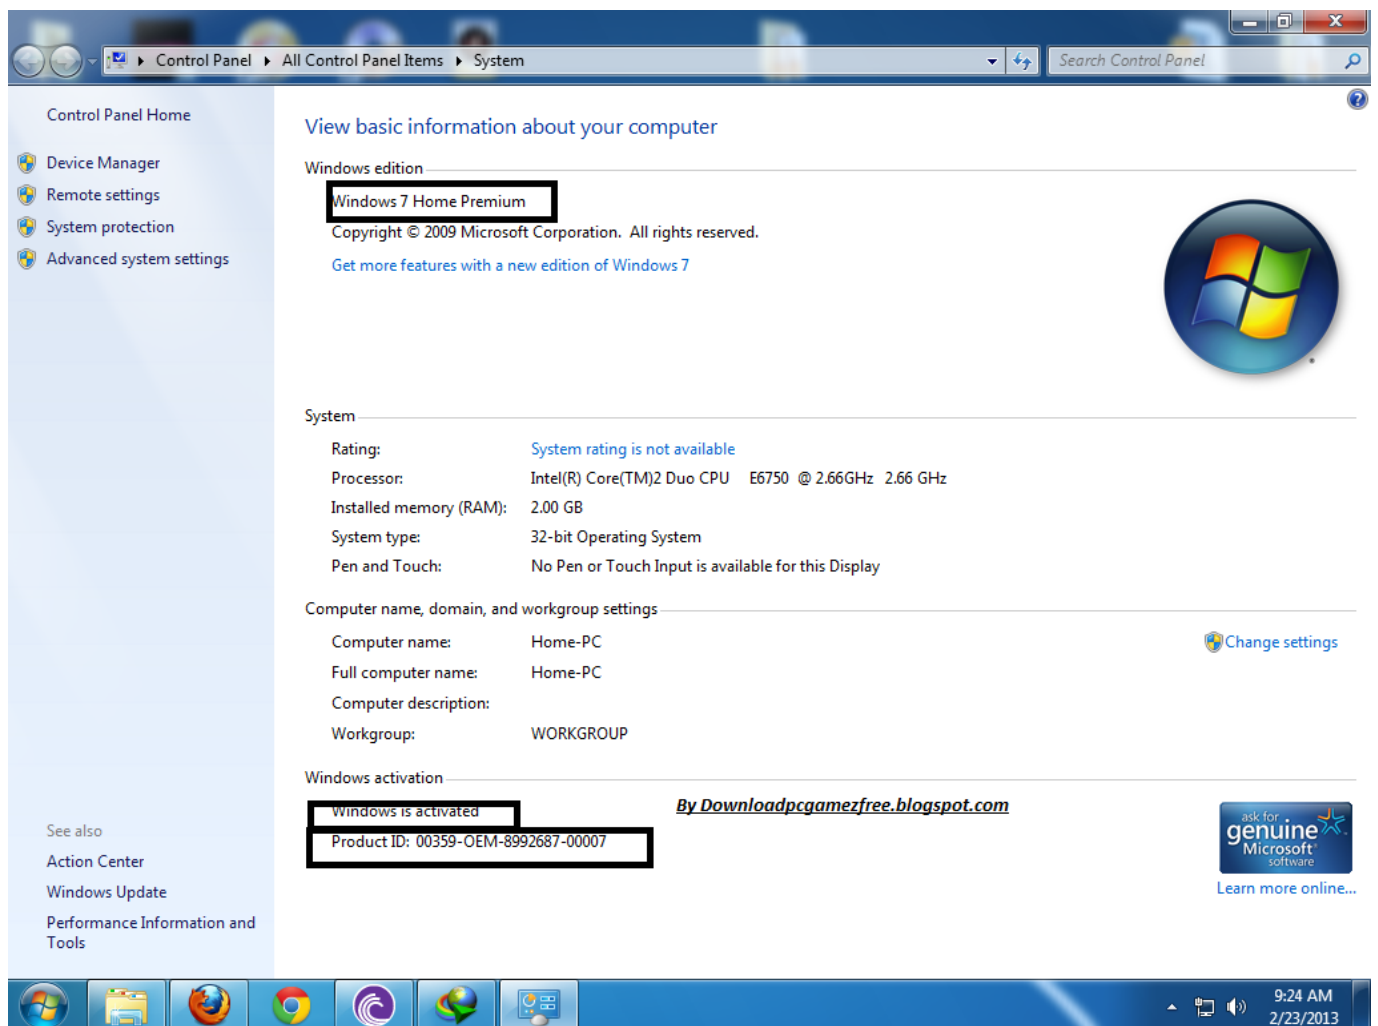 Control Panel All Control Panel Items System
Search Control Panel
Control Panel Home
Device Manager
Remote settings
System protection
Advanced system settings
View basic information about your computer
Windows edition
Windows 7 Home Premium
Copyright © 2009 Microsoft Corporation. All rights reserved.
Get more features with a new edition of Windows 7
System
Rating: System rating is not available
Processor: Intel(R) Core(TM)2 Duo CPU E6750 @ 2.66GHz 2.66 GHz
Installed memory (RAM): 2.00 GB
System type: 32-bit Operating System
Pen and Touch: No Pen or Touch Input is available for this Display
Computer name, domain, and workgroup settings
Computer name: Home-PC
Change settings
Full computer name: Home-PC
Computer description:
Workgroup: WORKGROUP
Windows activation
Windows is activated
By Downloadpcgamezfree.blogspot.com
Product ID: 00359-OEM-8992687-00007
ask for
genuine
Microsoft
software
Learn more online...
See also
Action Center
Windows Update
Performance Information and
Tools
9:24 AM
2/23/2013